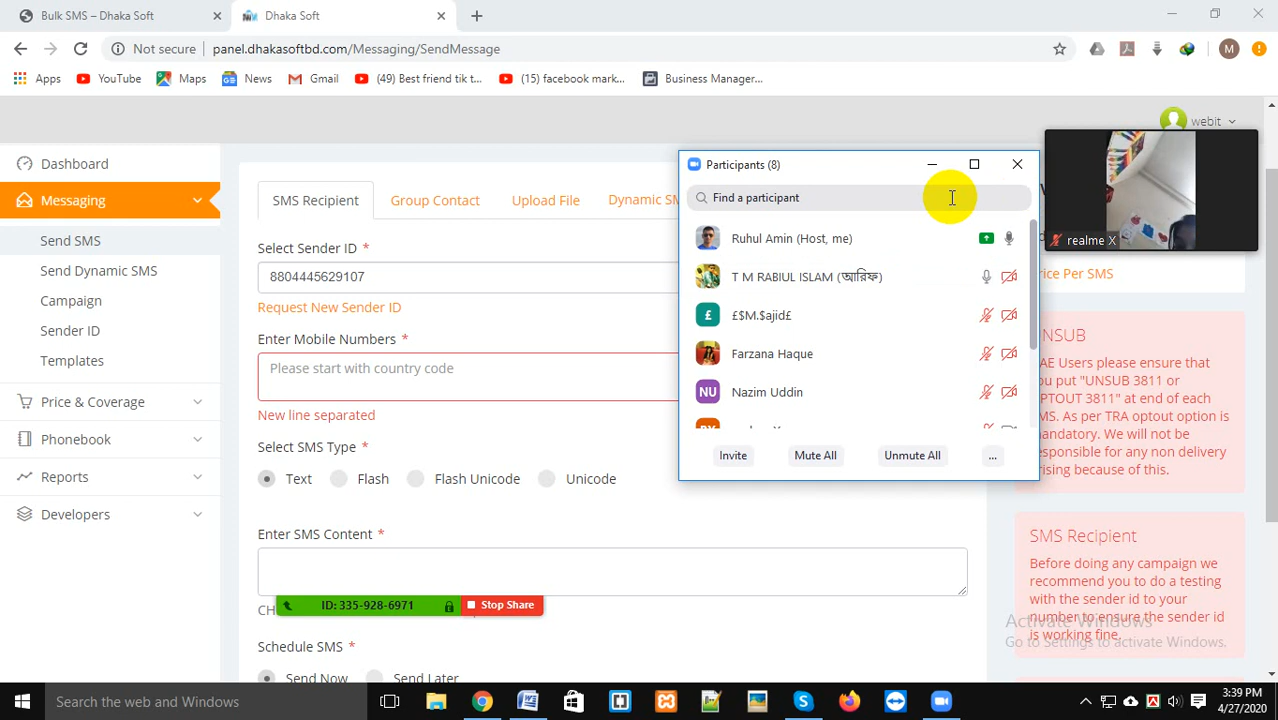 Bulk SMS – Dhaka Soft
Dhaka Soft
Not secure
panel.dhakasoftbd.com/Messaging/SendMessage
M
Apps
YouTube
Maps
News
Gmail
(49) Best friend tik t...
(15) facebook mark...
Business Manager...
webit
Dashboard
Messaging
Send SMS
Send Dynamic SMS
Campaign
Sender ID
Templates
Price & Coverage
Phonebook
Reports
Developers
SMS Recipient
Group Contact
Upload File
Dynamic SM
Select Sender ID *
8804445629107
Request New Sender ID
Enter Mobile Numbers *
Please start with country code
New line separated
Select SMS Type *
Text
Flash
Flash Unicode
Unicode
Enter SMS Content *
CH
ID: 335-928-6971
Stop Share
Schedule SMS *
Send Now
Send Later
Participants (8)
Find a participant
Ruhul Amin (Host, me)
T M RABIUL ISLAM (আরিফ)
£
£$M.$ajid£
Farzana Haque
NU
Nazim Uddin
Invite
Mute All
Unmute All
...
realme X
rice Per SMS
UNSUB
AE Users please ensure that
ou put "UNSUB 3811 or
PTOUT 3811" at end of each
MS. As per TRA optout option is
mandatory. We will not be
esponsible for any non delivery
rising because of this.
SMS Recipient
Before doing any campaign we
recommend you to do a testing
with the sender id to your
number to ensure the sender id
is working fine.
Activate Windows
Go to Settings to activate Windows.
Search the web and Windows
3:39 PM
4/27/2020